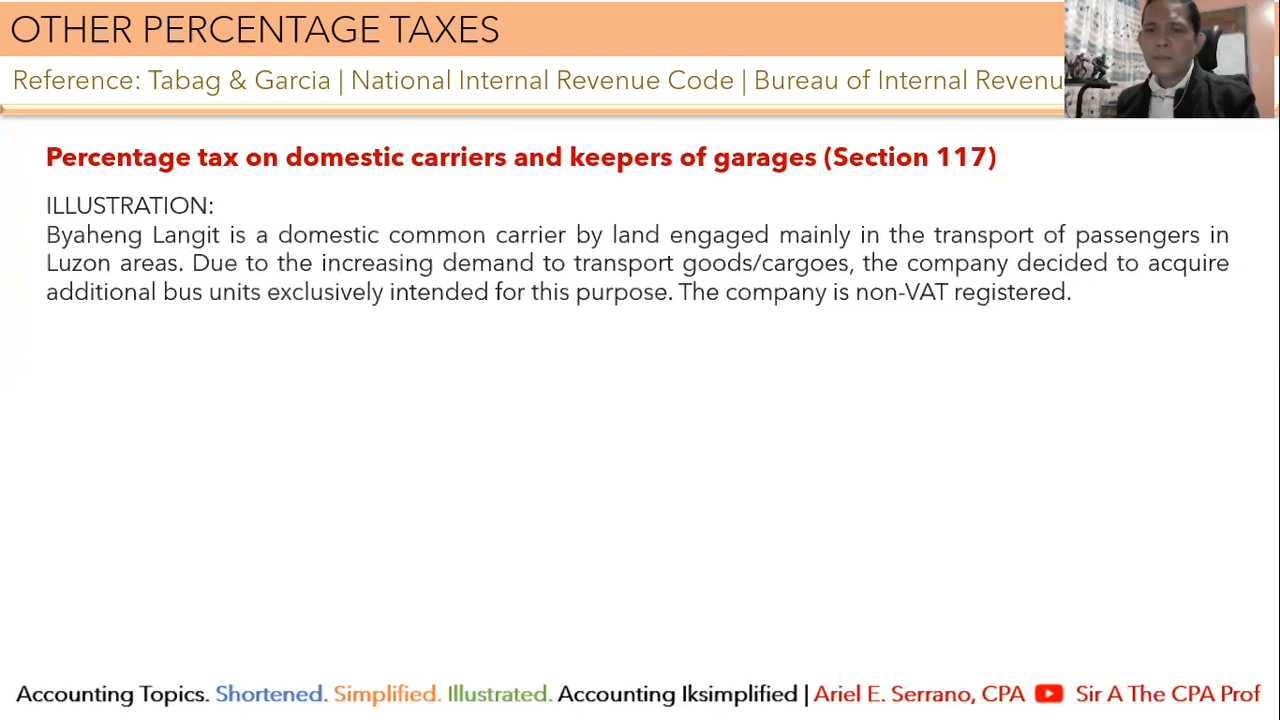 OTHER PERCENTAGE TAXES
Reference: Tabag & Garcia | National Internal Revenue Code | Bureau of Internal Revenu
Percentage tax on domestic carriers and keepers of garages (Section 117)
ILLUSTRATION:
Byaheng Langit is a domestic common carrier by land engaged mainly in the transport of passengers in
Luzon areas. Due to the increasing demand to transport goods/cargoes, the company decided to acquire
additional bus units exclusively intended for this purpose. The company is non-VAT registered.
Accounting Topics. Shortened. Simplified. Illustrated. Accounting Iksimplified | Ariel E. Serrano, CPA Sir A The CPA Prof